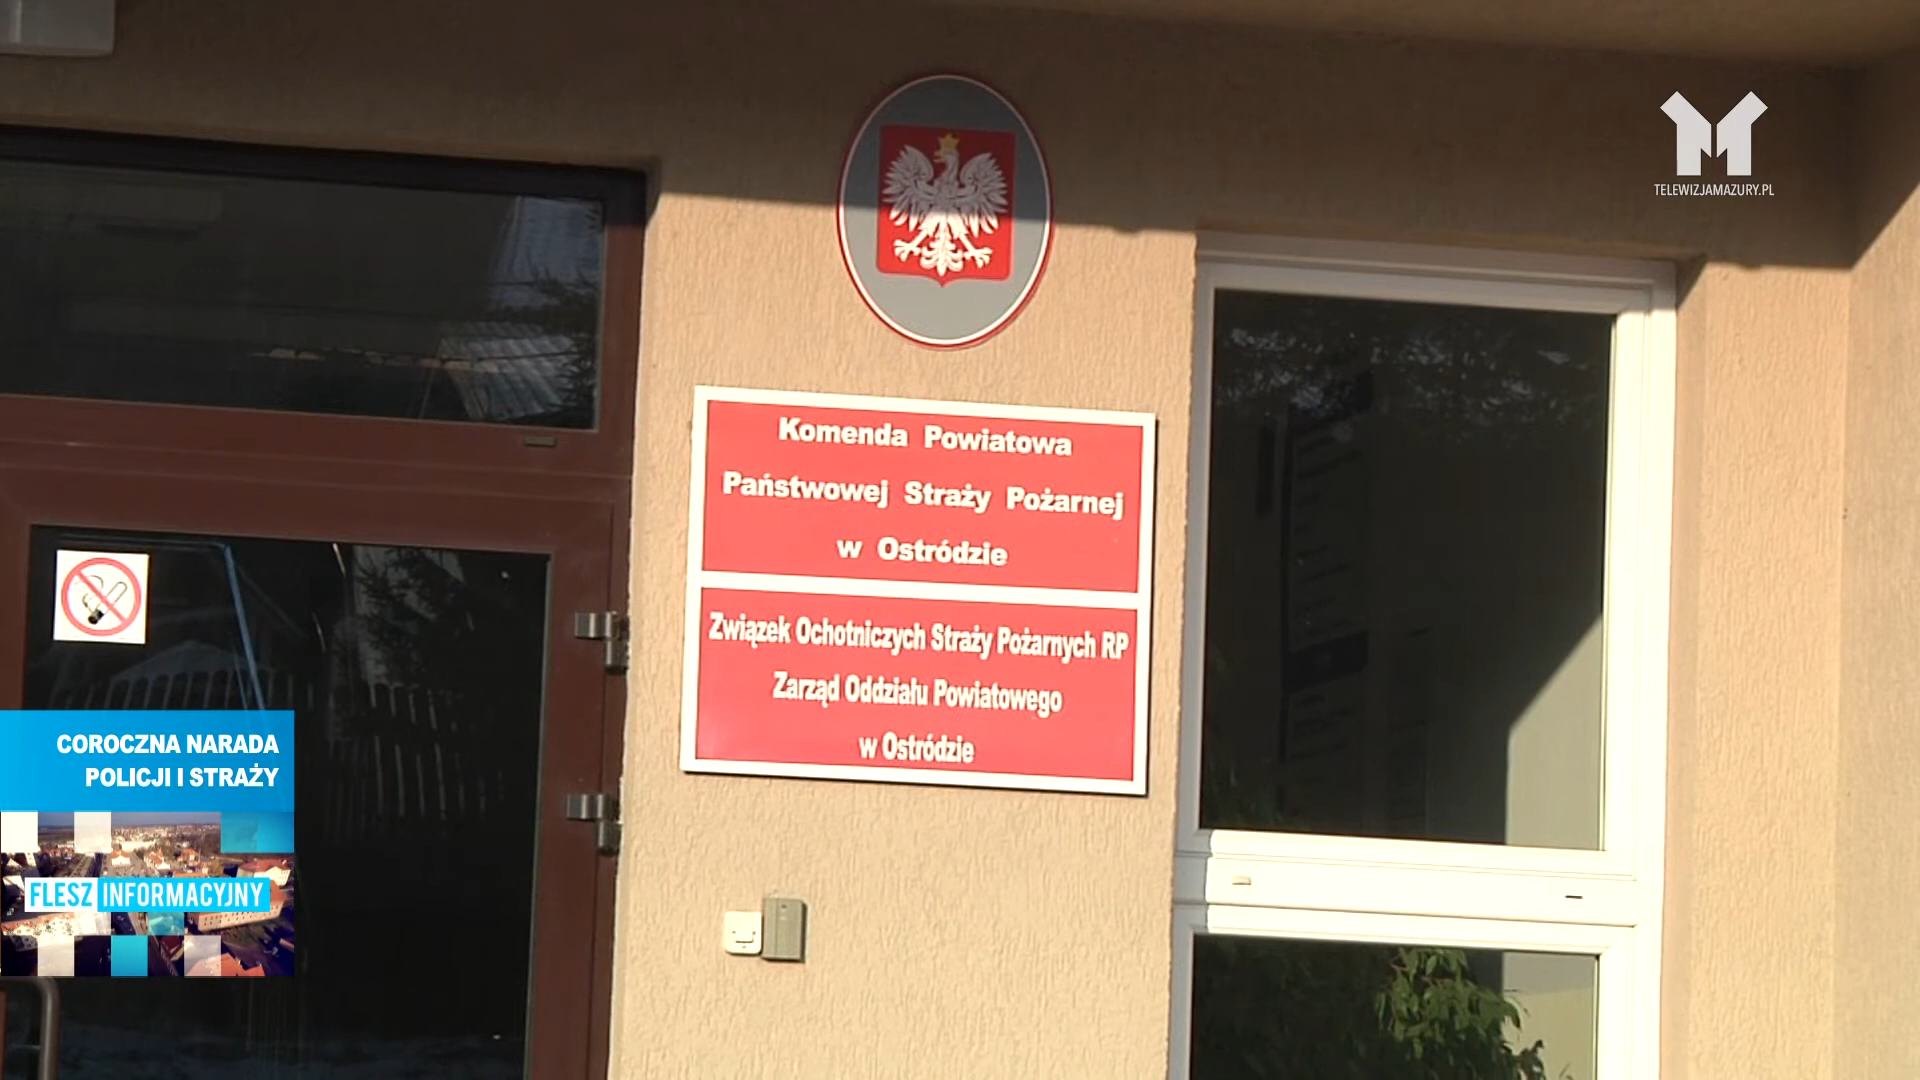 TELEWIZJAMAZURY.PL
Komenda Powiatowa
Państwowej Straży Pożarnej
w Ostródzie
Związek Ochotniczych Straży Pożarnych RP
Zarząd Oddziału Powiatowego
w Ostródzie
COROCZNA NARADA
POLICJI I STRAŻY
FLESZ INFORMACYJNY